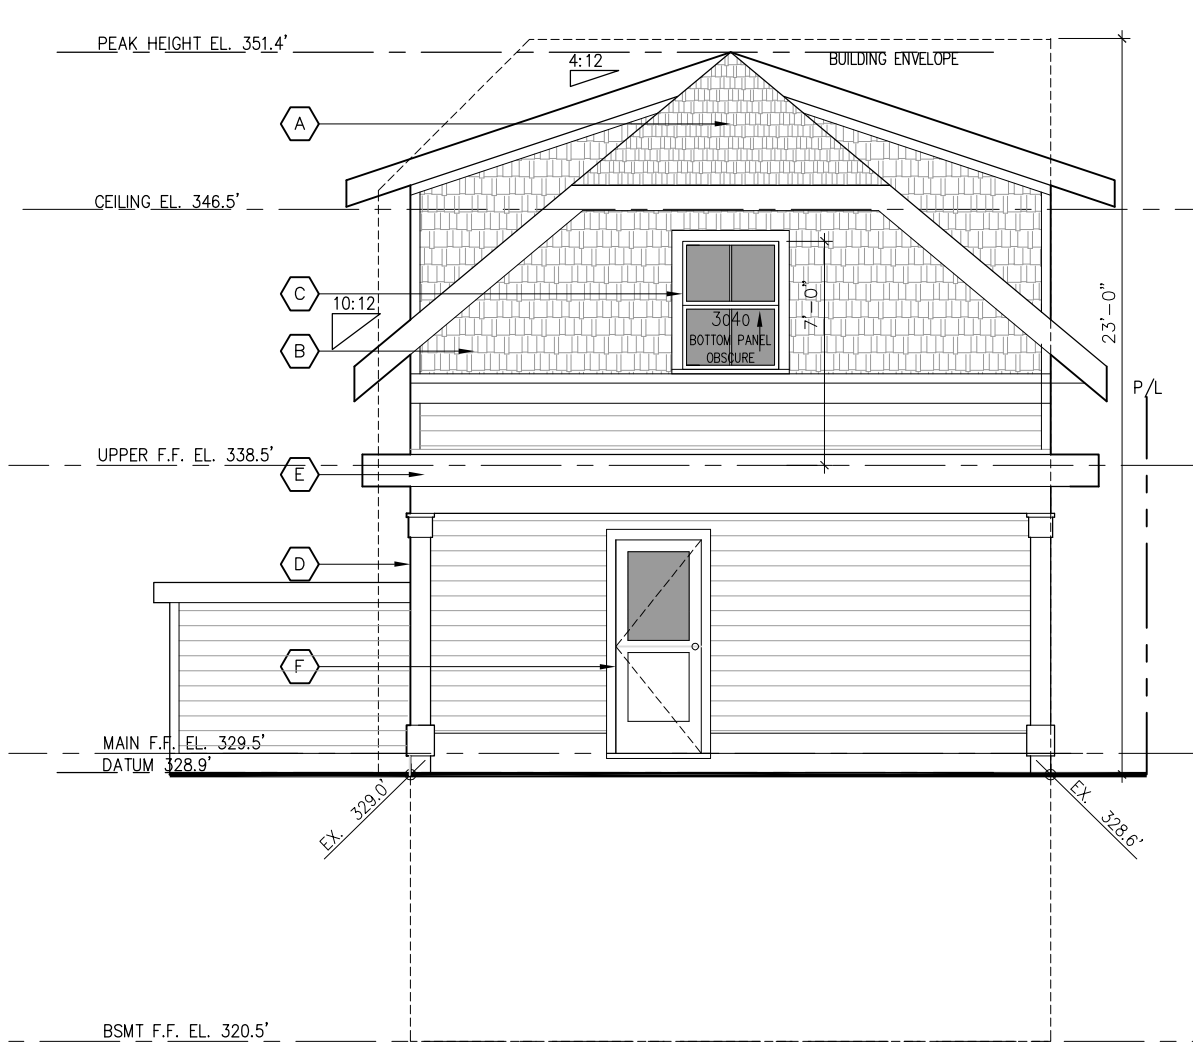 PEAK HEIGHT EL. 351.4'
4:12
BUILDING ENVELOPE
A
CEILING EL. 346.5'
C
10:12
B
3040
BOTTOM PANEL
OBSCURE
7'-0"
23'-0"
P/L
UPPER F.F. EL. 338.5'
E
D
F
MAIN F.F. EL. 329.5'
DATUM 328.9'
EX. 329.0'
EX. 328.6'
BSMT F.F. EL. 320.5'